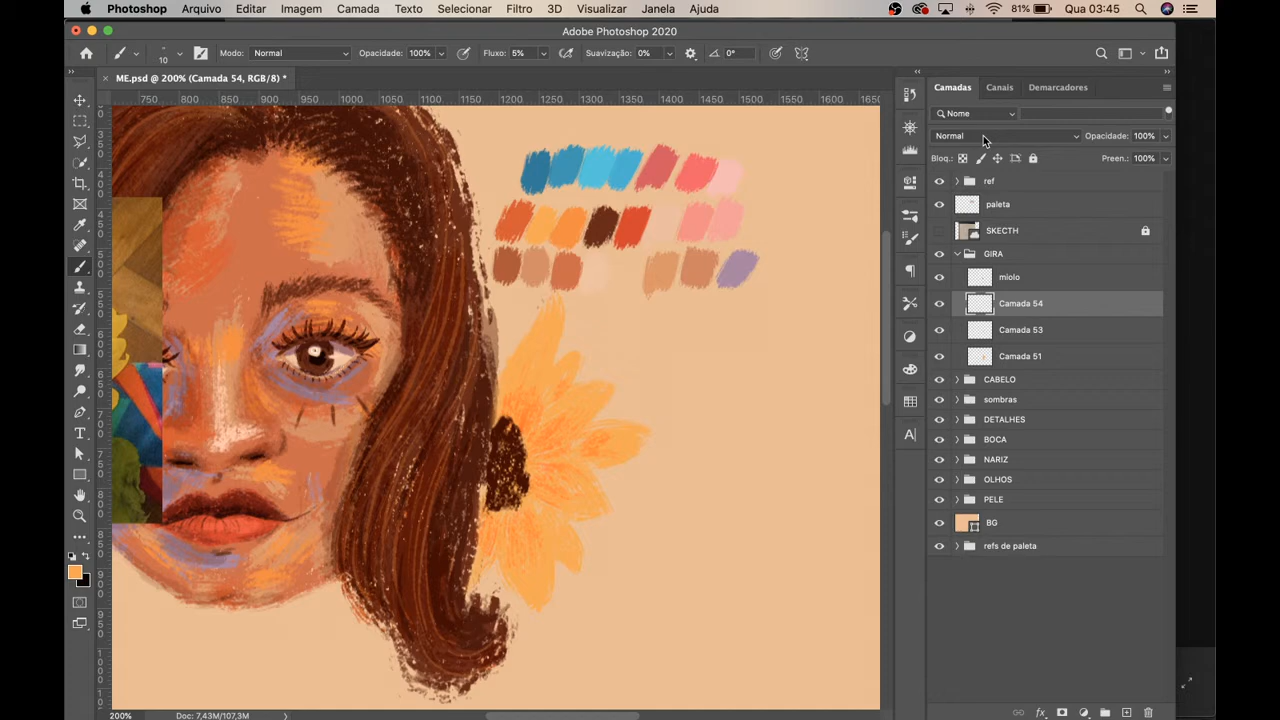 Photoshop Arquivo Editar Imagem Camada Texto Selecionar Filtro 3D Visualizar Janela Ajuda 81% Qua 03:45
Adobe Photoshop 2020
10 Modo: Normal Opacidade: 100% Fluxo: 5% Suavização: 0% 0°
ME.psd @ 200% (Camada 54, RGB/8) *
750 800 850 900 950 1000 1050 1100 1150 1200 1250 1300 1350 1400 1450 1500 1550 1600 1650
Camadas Canais Demarcadores
Nome
Normal Opacidade: 100%
Bloq.: Preen.: 100%
ref
paleta
SKECTH
GIRA
miolo
Camada 54
Camada 53
Camada 51
CABELO
sombras
DETALHES
BOCA
NARIZ
OLHOS
PELE
BG
refs de paleta
200% Doc: 7,43M/107,3M